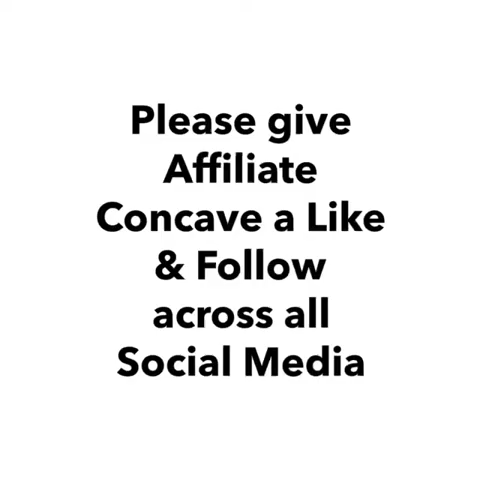 Please give
Affiliate
Concave a Like
& Follow
across all
Social Media